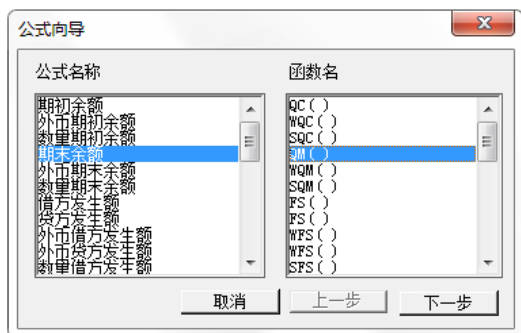 公式向导
公式名称
函数名
期初余额
外币期初余额
数量期初余额
期末余额
外币期末余额
数量期末余额
借方发生额
贷方发生额
外币借方发生额
外币贷方发生额
数量借方发生额
QC( )
WQC( )
SQC( )
QM( )
WQM( )
SQM( )
FS( )
FS( )
WFS( )
WFS( )
SFS( )
取消
上一步
下一步